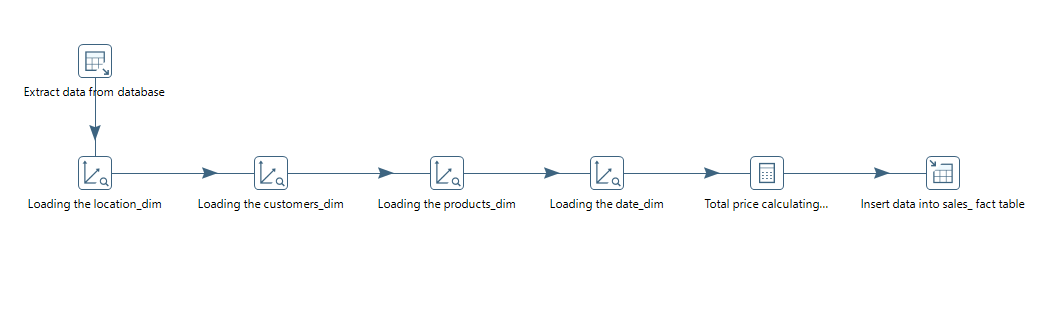 Extract data from database
Loading the location_dim
Loading the customers_dim
Loading the products_dim
Loading the date_dim
Total price calculating...
Insert data into sales_ fact table